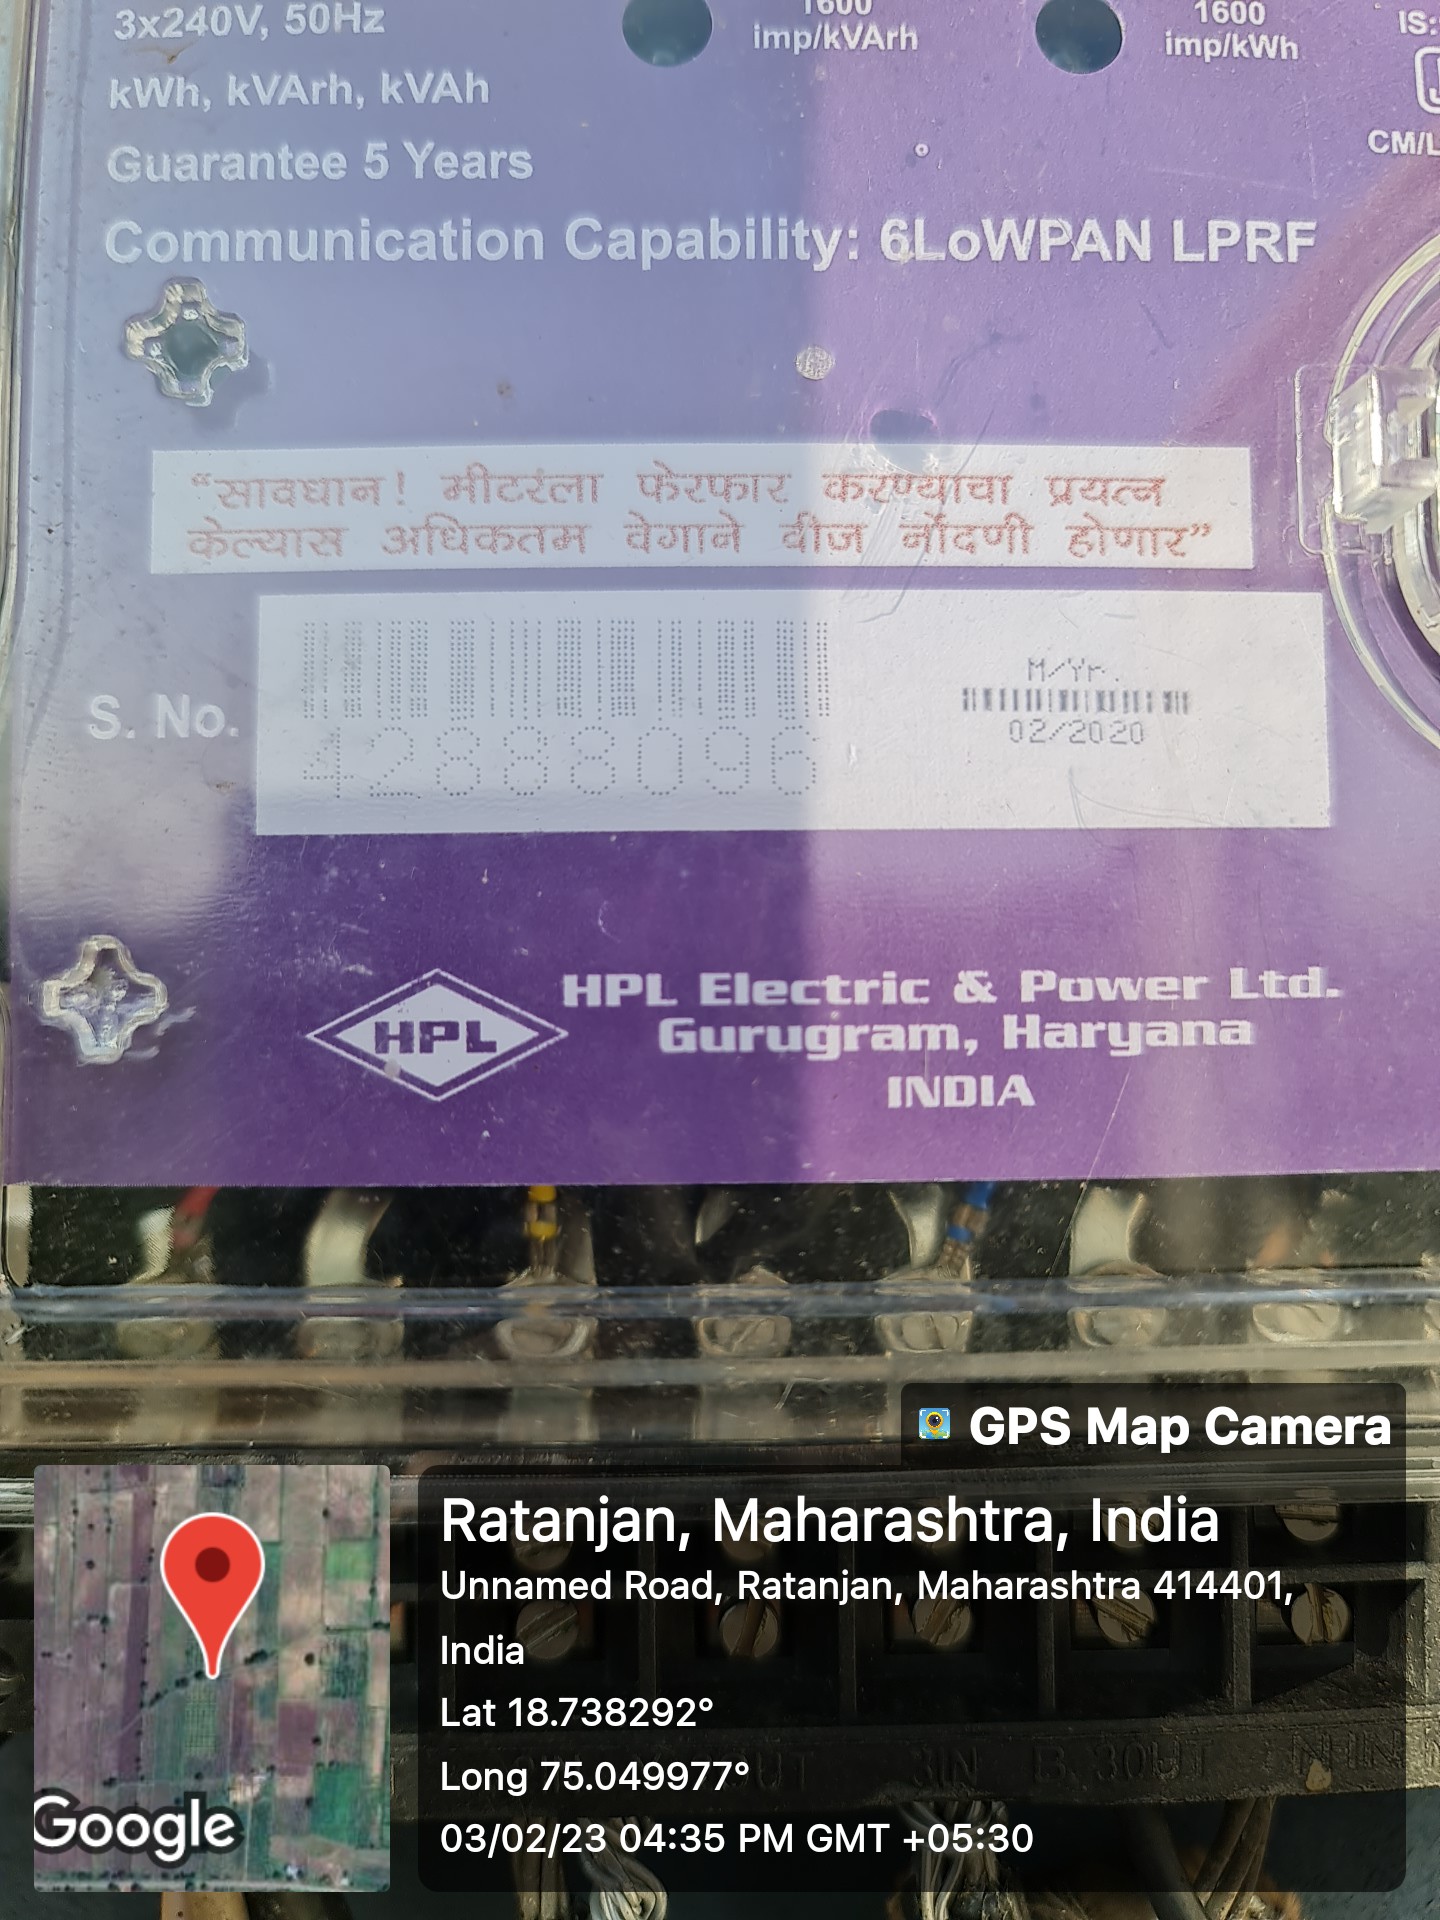 3x240V, 50Hz
kWh, kVArh, kVAh
Guarantee 5 Years
1600
imp/kVArh
1600
imp/kWh
IS:
CM/L
Communication Capability: 6LoWPAN LPRF
“सावधान! मीटरंला फेरफार करण्याचा प्रयत्न
केल्यास अधिकतम वेगाने वीज नोंदणी होणार”
S. No.
42888096
M/Yr.
02/2020
HPL
HPL Electric & Power Ltd.
Gurugram, Haryana
INDIA
3IN B 3OUT
GPS Map Camera
Ratanjan, Maharashtra, India
Unnamed Road, Ratanjan, Maharashtra 414401,
India
Lat 18.738292°
Long 75.049977°
03/02/23 04:35 PM GMT +05:30
Google